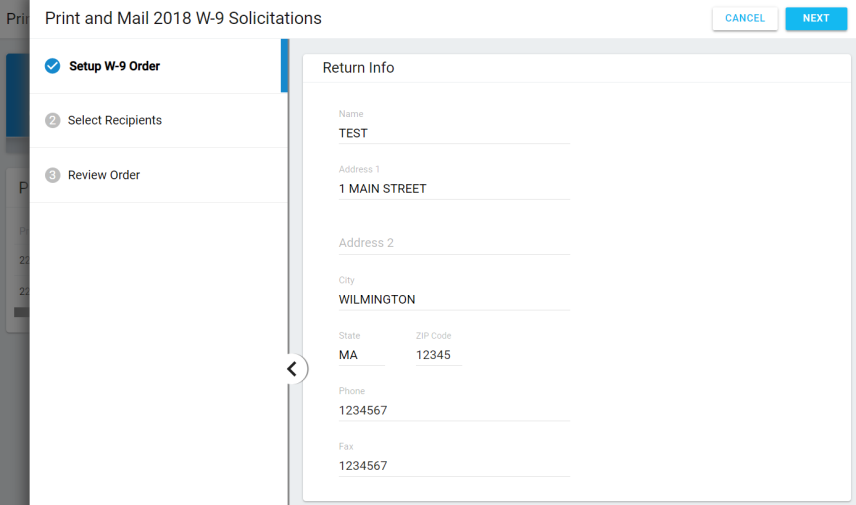 Print and Mail 2018 W-9 Solicitations
CANCEL
NEXT
Setup W-9 Order
2 Select Recipients
3 Review Order
Return Info
Name
TEST
Address 1
1 MAIN STREET
Address 2
City
WILMINGTON
State ZIP Code
MA 12345
Phone
1234567
Fax
1234567